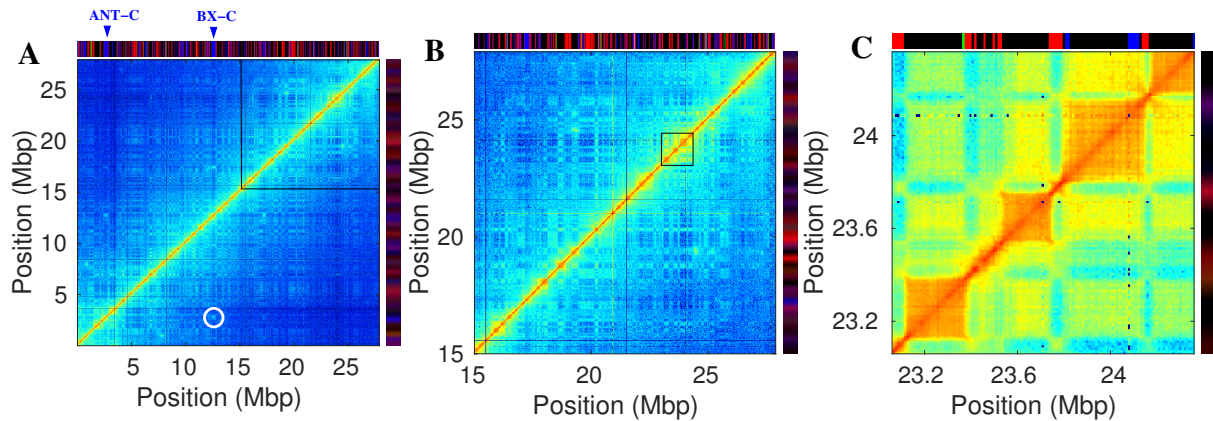 ANT−C BX−C
A
25
20
15
10
5
5 10 15 20 25
Position (Mbp)
Position (Mbp)
B
25
20
15
15 20 25
Position (Mbp)
Position (Mbp)
C
24
23.6
23.2
23.2 23.6 24
Position (Mbp)
Position (Mbp)